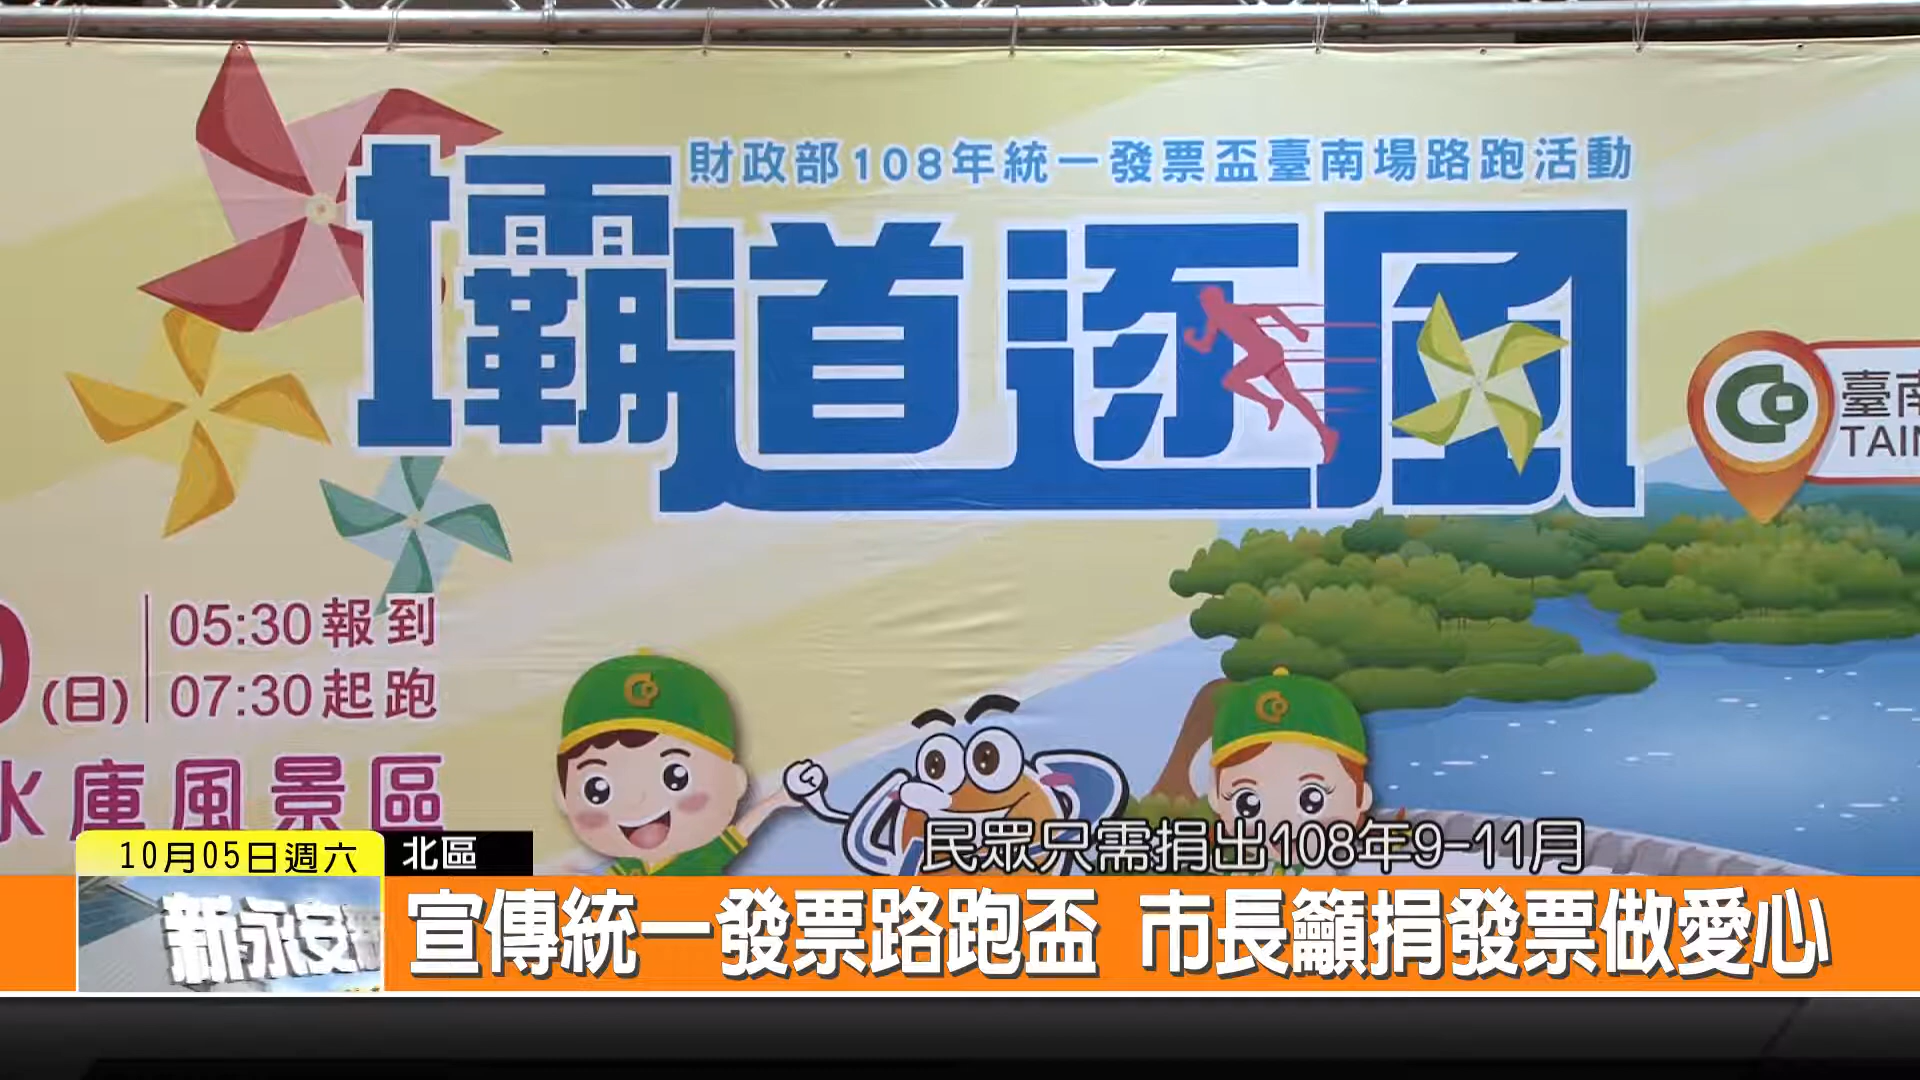 財政部108年統一發票盃臺南場路跑活動
壩道逐風
臺南
TAIN
(日)
05:30報到
07:30起跑
水庫風景區
民眾只需捐出108年9-11月
10月05日週六
北區
新永安
宣傳統一發票路跑盃 市長籲捐發票做愛心